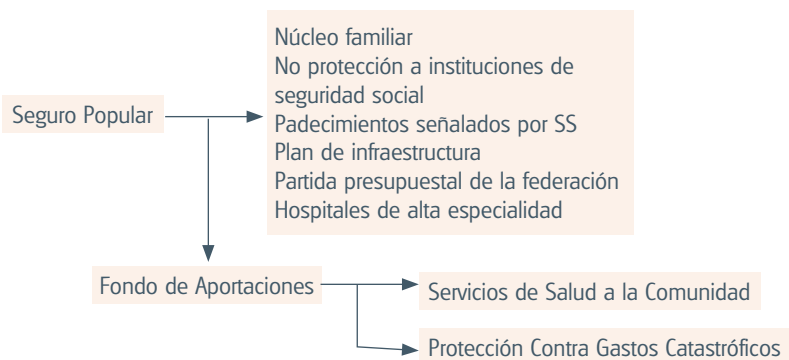 Núcleo familiar
No protección a instituciones de
seguridad social
Seguro Popular
Padecimientos señalados por SS
Plan de infraestructura
Partida presupuestal de la federación
Hospitales de alta especialidad
Fondo de Aportaciones
Servicios de Salud a la Comunidad
Protección Contra Gastos Catastróficos